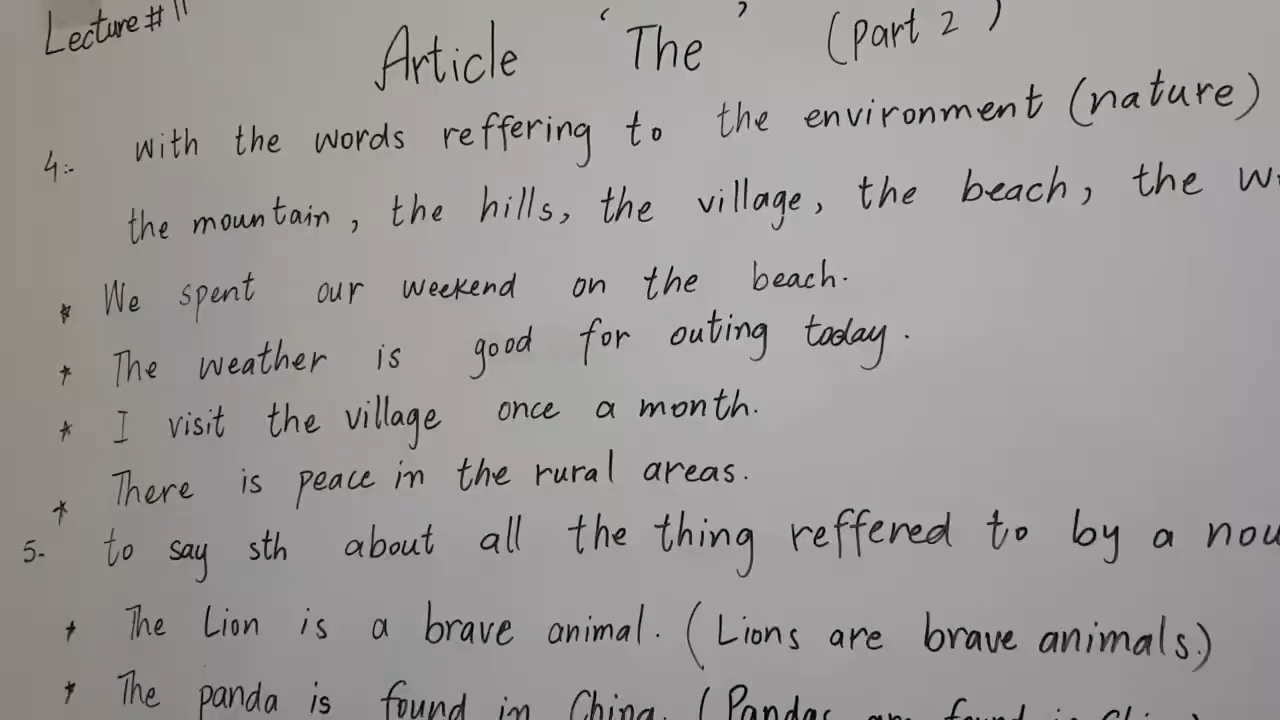 Lecture # 11
Article 'The' (Part 2)
4:- with the words reffering to the environment (nature)
the mountain, the hills, the village, the beach, the
* We spent our weekend on the beach.
* The weather is good for outing today.
* I visit the village once a month.
* There is peace in the rural areas.
5- to say sth about all the thing reffered to by a
* The Lion is a brave animal. (Lions are brave animals.)
* The panda is found in China. (Pandas are found in